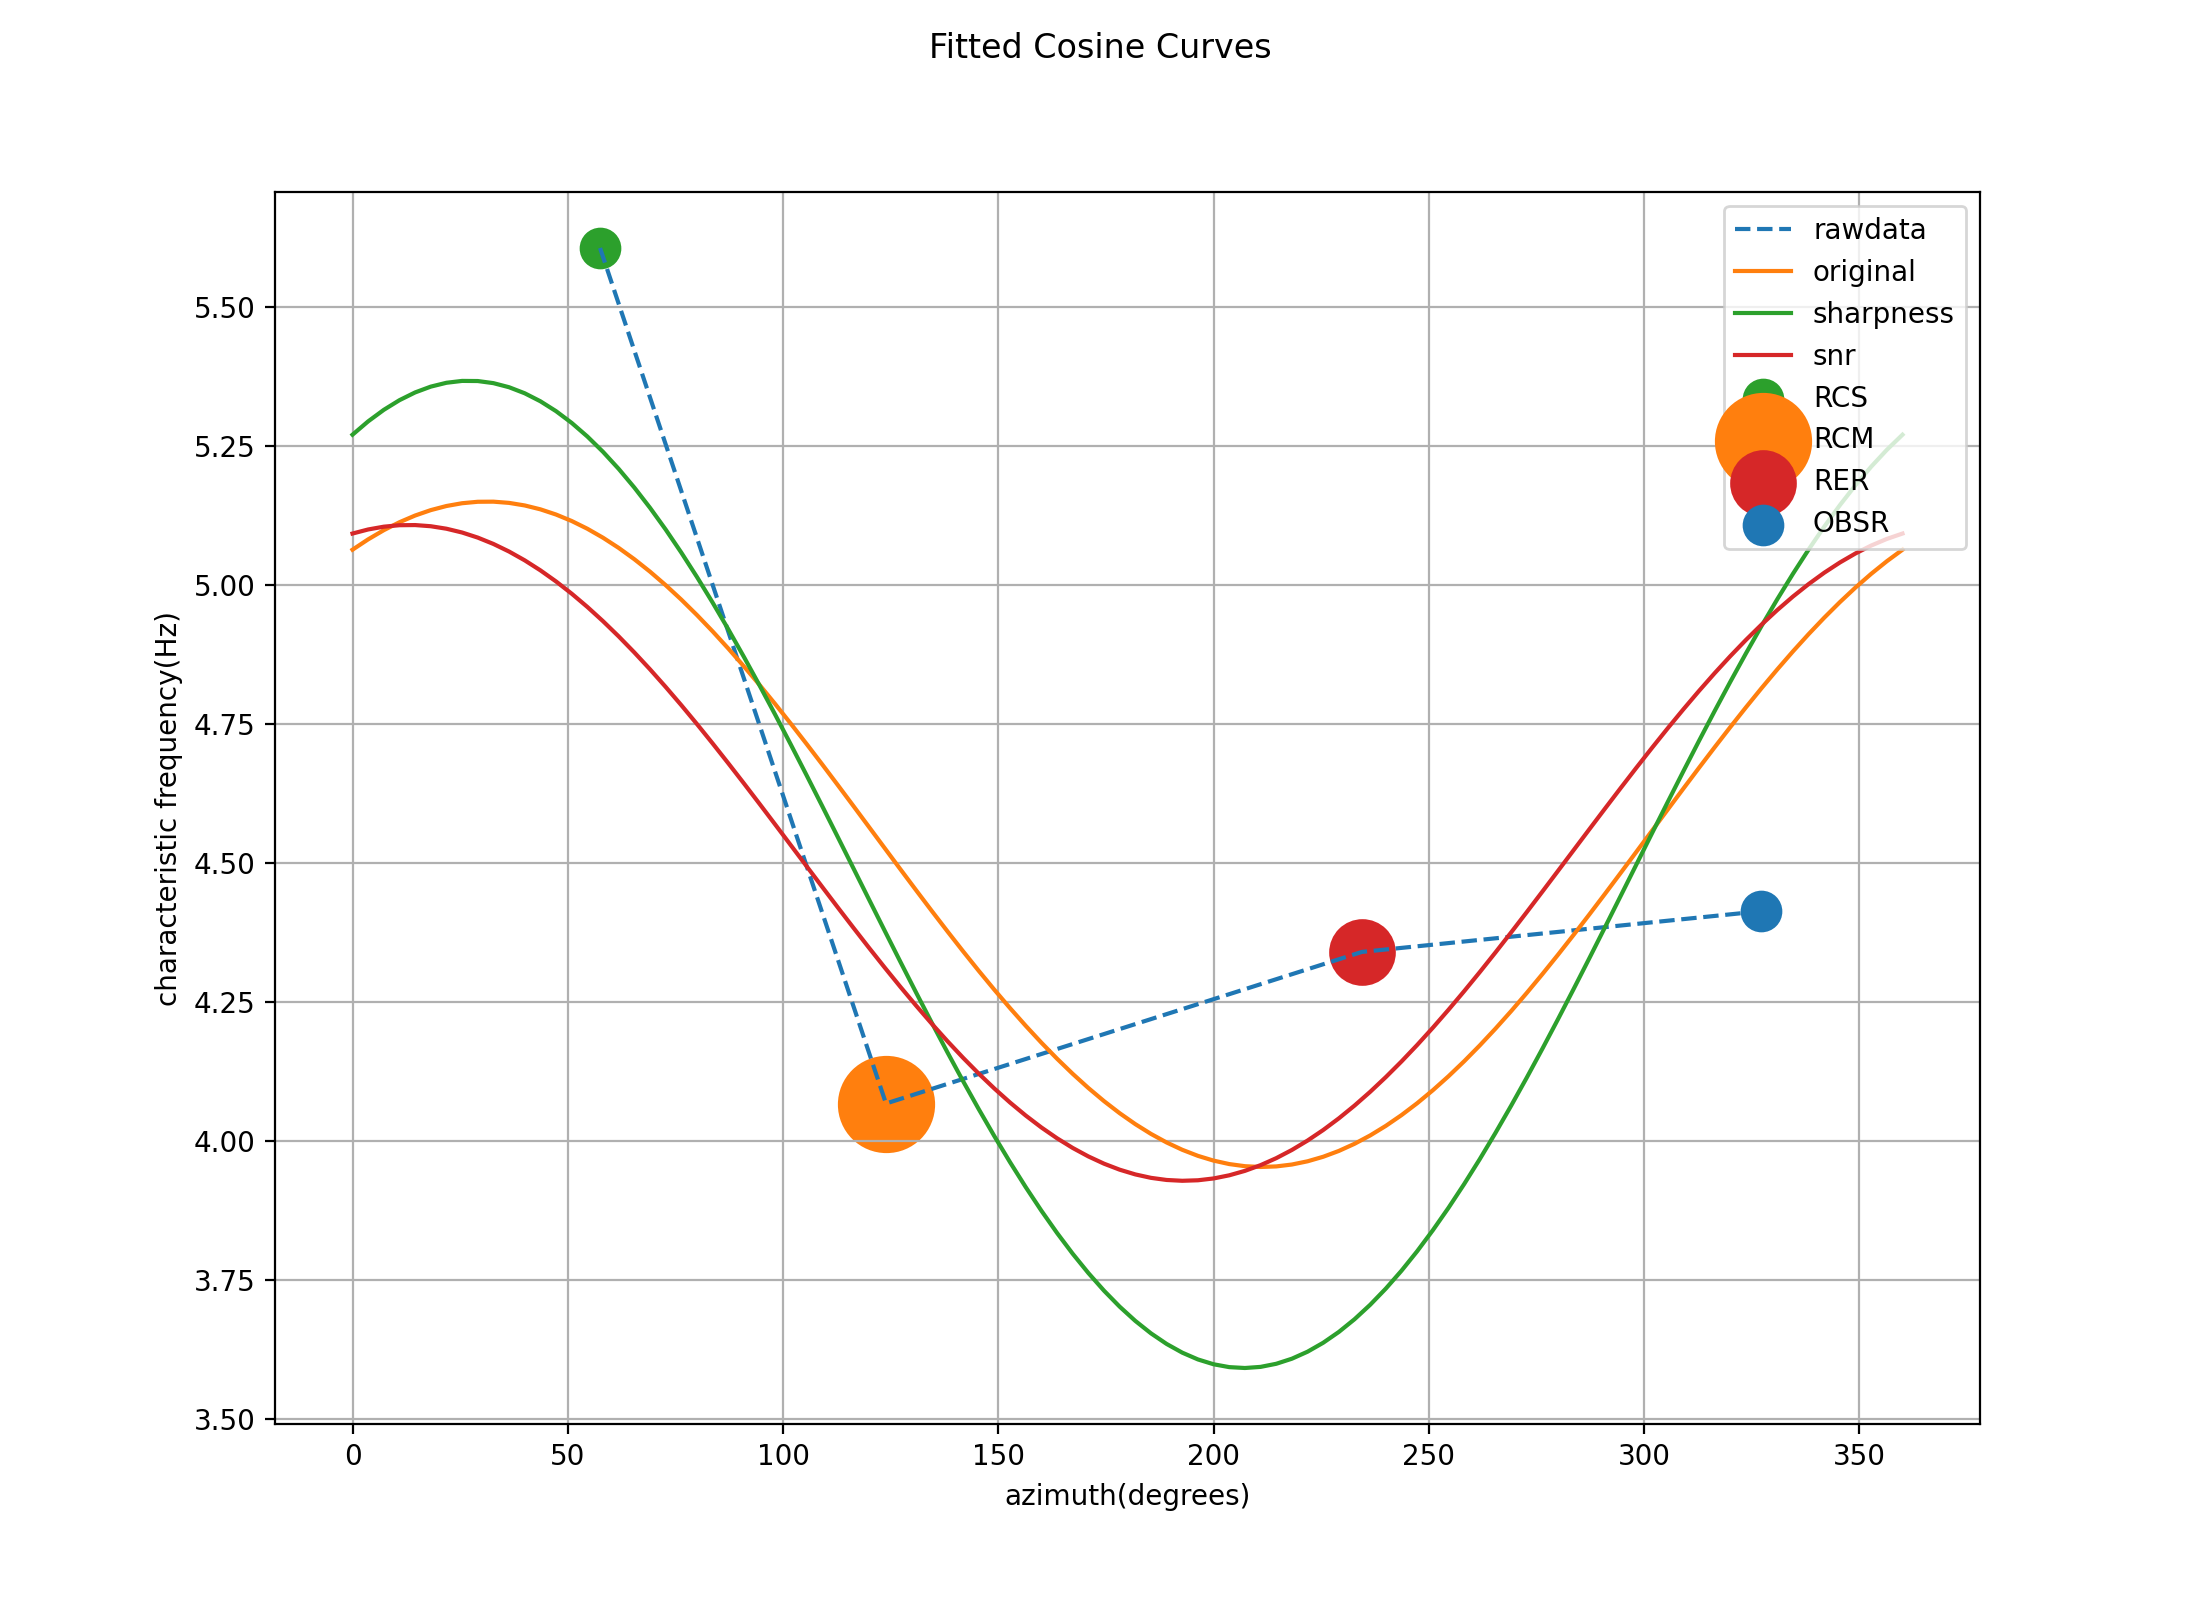 Fitted Cosine Curves
rawdata
original
sharpness
snr
RCS
RCM
RER
OBSR
5.50
5.25
5.00
4.75
4.50
4.25
4.00
3.75
3.50
characteristic frequency(Hz)
0 50 100 150 200 250 300 350
azimuth(degrees)